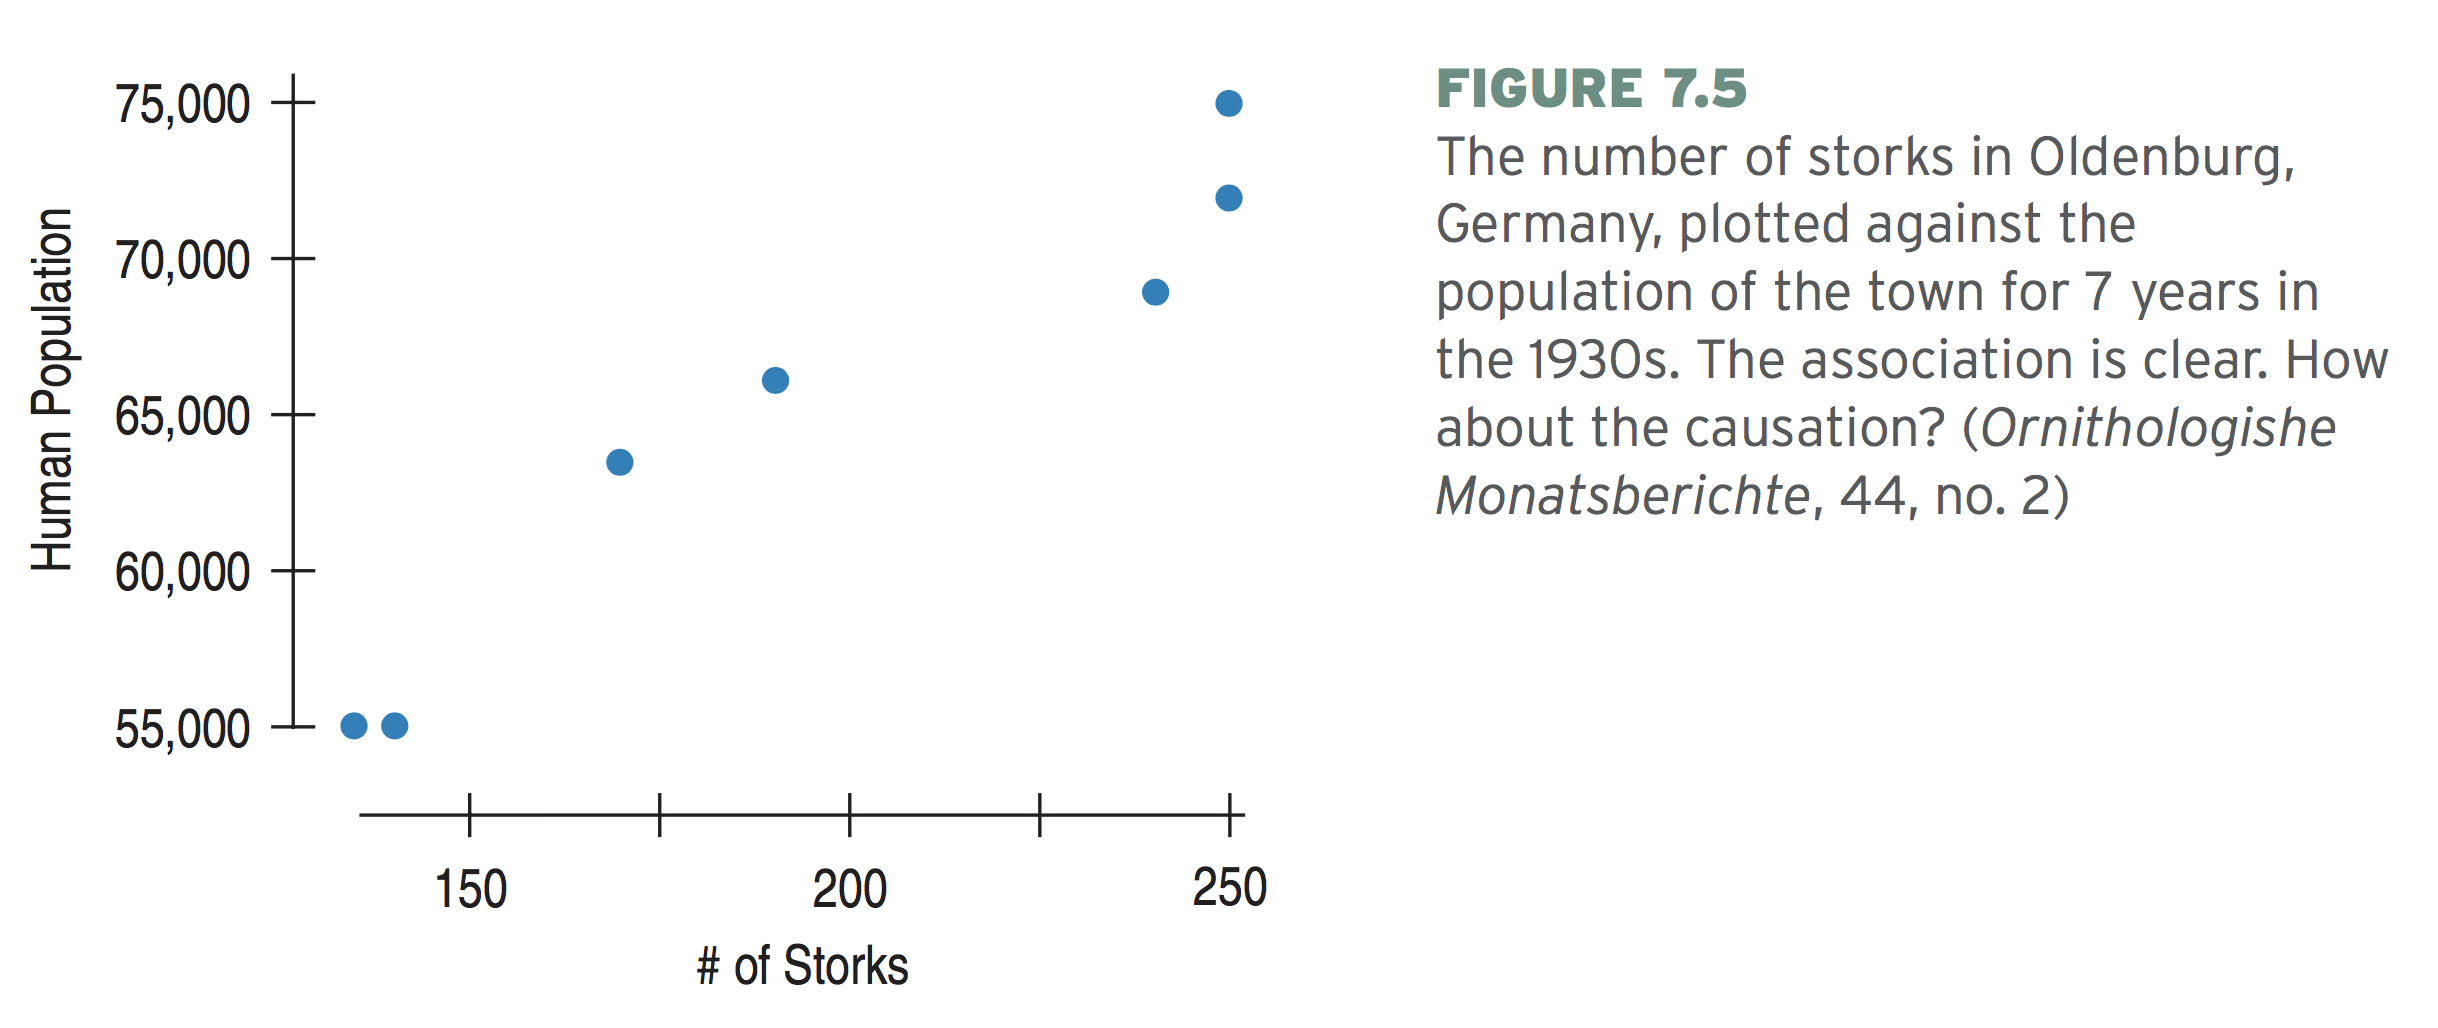 75,000
70,000
65,000
60,000
55,000
Human Population
150
200
250
# of Storks
FIGURE 7.5
The number of storks in Oldenburg,
Germany, plotted against the
population of the town for 7 years in
the 1930s. The association is clear. How
about the causation? (Ornithologishe
Monatsberichte, 44, no. 2)